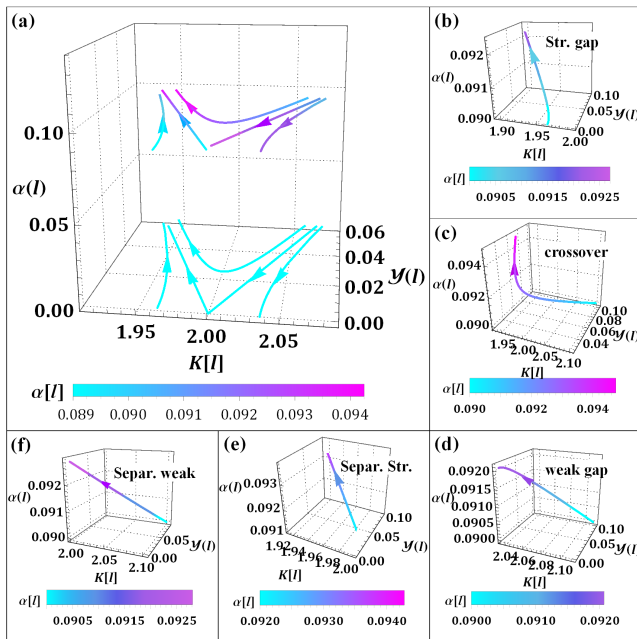 (a)
0.10
α(l)
0.05
0.00
0.06
0.04
0.02
0.00
𝒴(l)
1.95 2.00 2.05
K[l]
α[l]
0.089 0.090 0.091 0.092 0.093 0.094
(b)
Str. gap
0.092
α(l)
0.091
0.090
1.90 1.95 2.00
K[l]
0.10
0.05
0.00
𝒴(l)
α[l]
0.0905 0.0915 0.0925
(c)
crossover
0.094
α(l)
0.092
0.090
1.95 2.00 2.05 2.10
K[l]
0.10
0.08
0.06
0.04
𝒴(l)
α[l]
0.090 0.092 0.094
(f)
Separ. weak
0.092
α(l)
0.091
0.090
2.00 2.05 2.10
K[l]
0.05
0.00
𝒴(l)
α[l]
0.0905 0.0915 0.0925
(e)
Separ. Str.
0.093
α(l)
0.092
0.091
1.92 1.94 1.96 1.98 2.00
K[l]
0.10
0.05
0.00
𝒴(l)
α[l]
0.0920 0.0930 0.0940
(d)
weak gap
0.0920
0.0915
α(l)
0.0910
0.0905
0.0900
2.04 2.06 2.08 2.10
K[l]
0.10
0.05
0.00
𝒴(l)
α[l]
0.0900 0.0910 0.0920